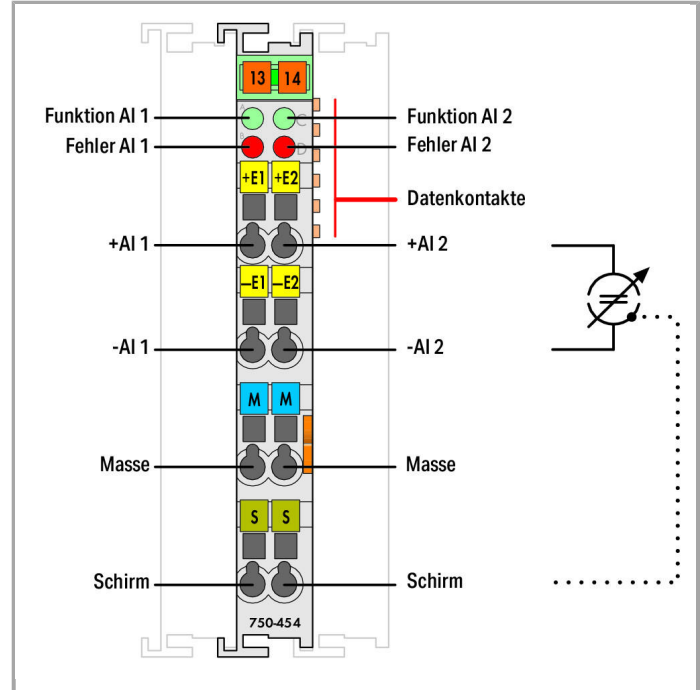 13 14
A C
Funktion AI 1
Funktion AI 2
B D
Fehler AI 1
Fehler AI 2
+E1 +E2
Datenkontakte
+AI 1
+AI 2
—E1 —E2
-AI 1
-AI 2
M M
Masse
Masse
S S
Schirm
Schirm
750-454